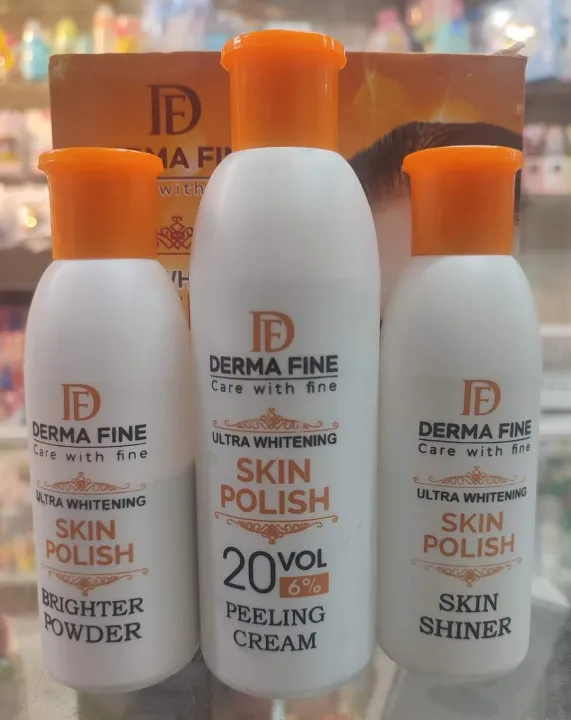 DF
DERMA FINE
Care with fine
ULTRA WHITENING
SKIN
POLISH
BRIGHTER
POWDER
DF
DERMA FINE
Care with fine
ULTRA WHITENING
SKIN
POLISH
20 VOL
6%
PEELING
CREAM
DF
DERMA FINE
Care with fine
ULTRA WHITENING
SKIN
POLISH
SKIN
SHINER
DF
with